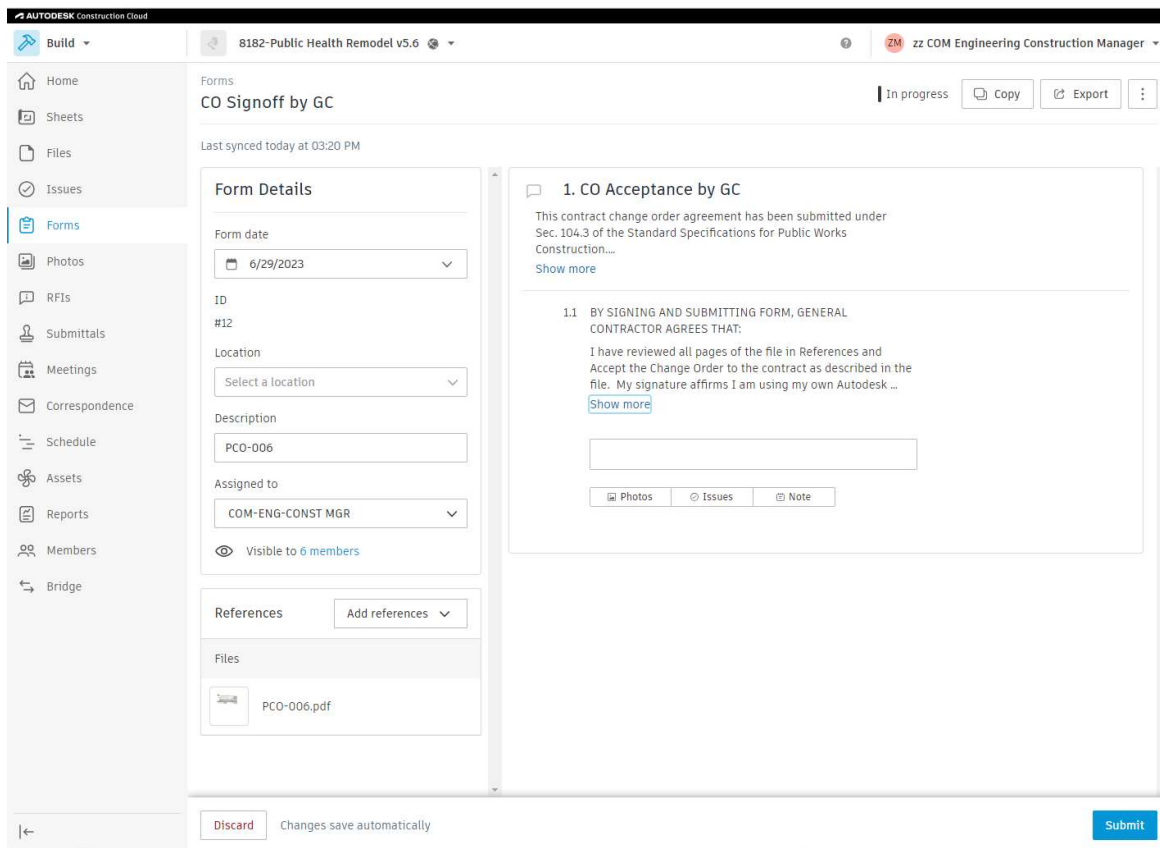 AUTODESK Construction Cloud
Build
8182-Public Health Remodel v5.6
ZM
zz COM Engineering Construction Manager
Home
Sheets
Files
Issues
Forms
Photos
RFIs
Submittals
Meetings
Correspondence
Schedule
Assets
Reports
Members
Bridge
Forms
CO Signoff by GC
In progress
Copy
Export
Last synced today at 03:20 PM
Form Details
Form date
6/29/2023
ID
#12
Location
Select a location
Description
PCO-006
Assigned to
COM-ENG-CONST MGR
Visible to 6 members
References
Add references
Files
PCO-006.pdf
1. CO Acceptance by GC
This contract change order agreement has been submitted under
Sec. 104.3 of the Standard Specifications for Public Works
Construction....
Show more
1.1 BY SIGNING AND SUBMITTING FORM, GENERAL
CONTRACTOR AGREES THAT:
I have reviewed all pages of the file in References and
Accept the Change Order to the contract as described in the
file. My signature affirms I am using my own Autodesk ...
Show more
Photos
Issues
Note
Discard
Changes save automatically
Submit